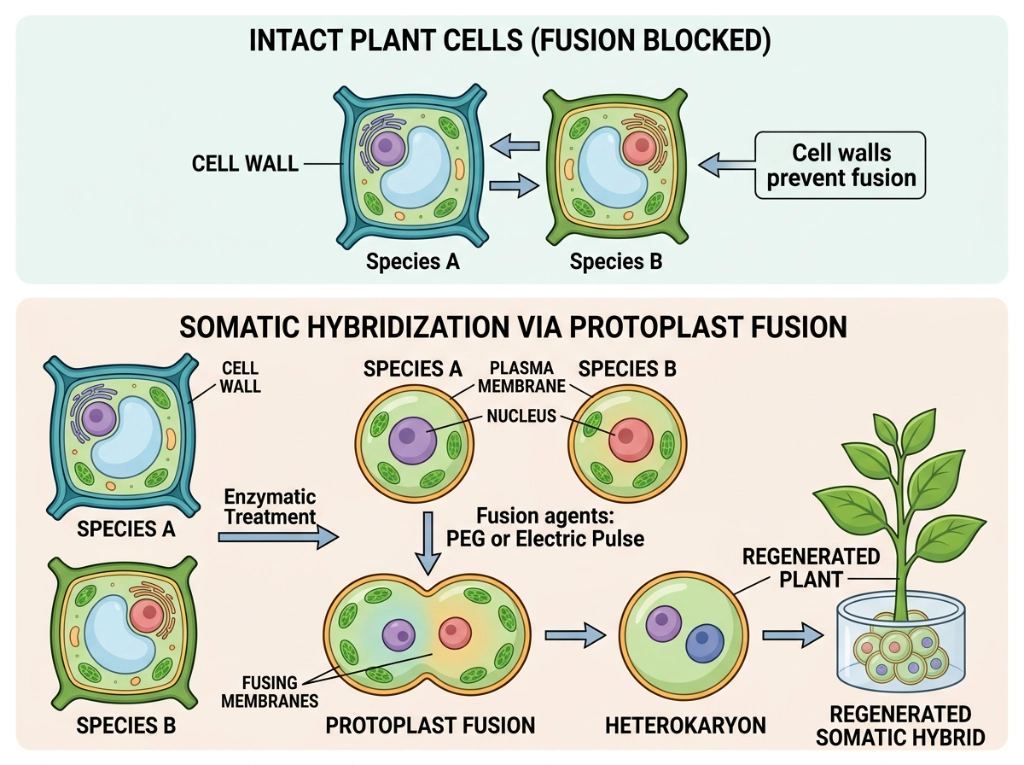 INTACT PLANT CELLS (FUSION BLOCKED)
CELL WALL
Cell walls
prevent fusion
Species A
Species B
SOMATIC HYBRIDIZATION VIA PROTOPLAST FUSION
CELL
WALL
SPECIES A
PLASMA
MEMBRANE
SPECIES B
NUCLEUS
Enzymatic
Treatment
SPECIES A
Fusion agents:
PEG or Electric Pulse
REGENERATED
PLANT
FUSING
MEMBRANES
SPECIES B
PROTOPLAST FUSION
HETEROKARYON
REGENERATED
SOMATIC HYBRID